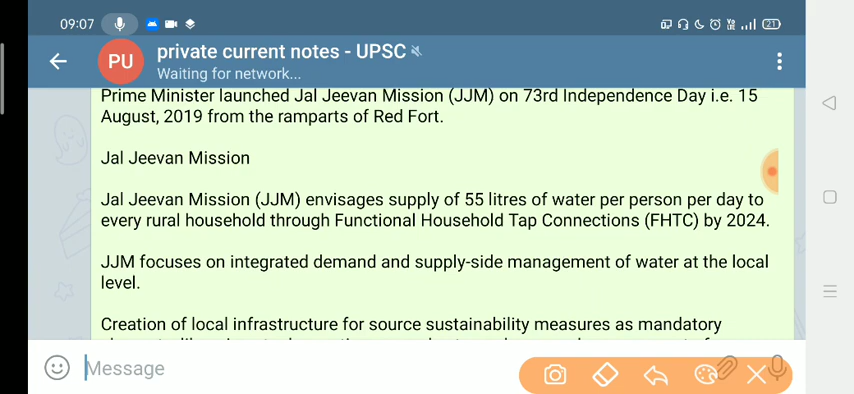 09:07
21
PU
private current notes - UPSC
Waiting for network...
Prime Minister launched Jal Jeevan Mission (JJM) on 73rd Independence Day i.e. 15
August, 2019 from the ramparts of Red Fort.
Jal Jeevan Mission
Jal Jeevan Mission (JJM) envisages supply of 55 litres of water per person per day to
every rural household through Functional Household Tap Connections (FHTC) by 2024.
JJM focuses on integrated demand and supply-side management of water at the local
level.
Creation of local infrastructure for source sustainability measures as mandatory
Message